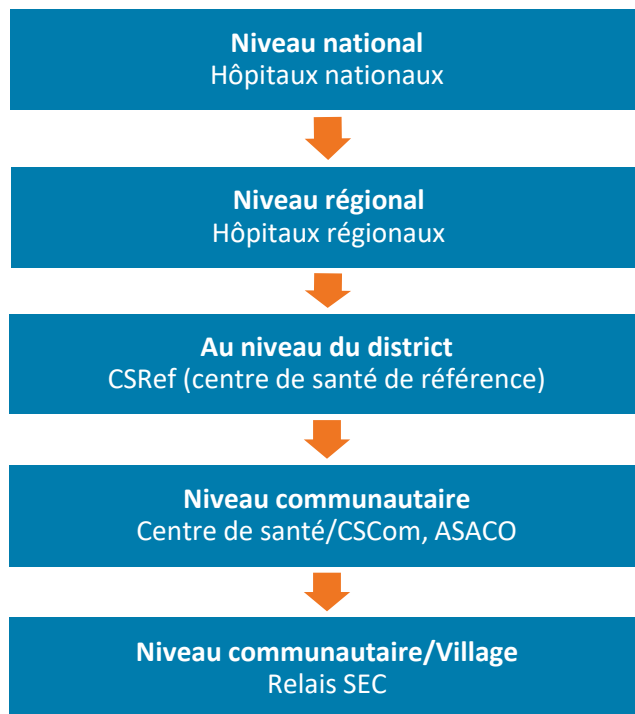 Niveau national
Hôpitaux nationaux
Niveau régional
Hôpitaux régionaux
Au niveau du district
CSRef (centre de santé de référence)
Niveau communautaire
Centre de santé/CSCom, ASACO
Niveau communautaire/Village
Relais SEC